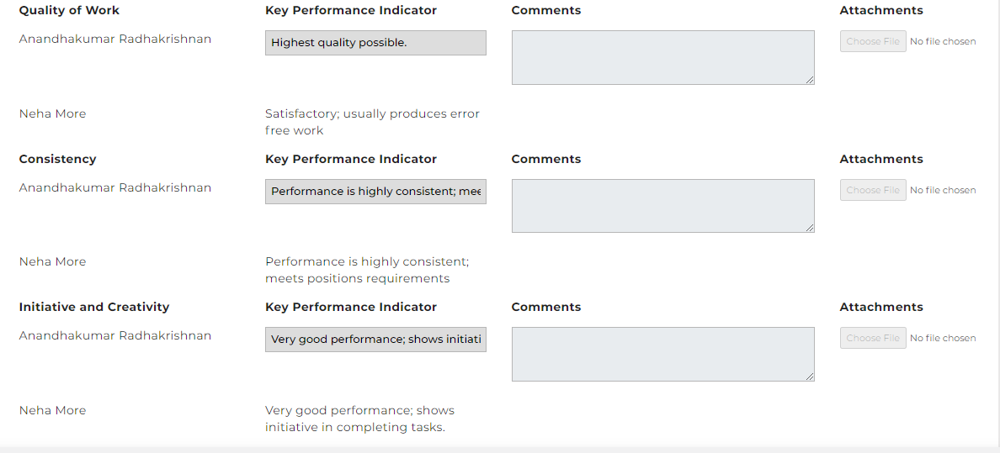 Quality of Work Key Performance Indicator Comments Attachments
Anandhakumar Radhakrishnan Highest quality possible. Choose File No file chosen
Neha More Satisfactory; usually produces error
free work
Consistency Key Performance Indicator Comments Attachments
Anandhakumar Radhakrishnan Performance is highly consistent; mee Choose File No file chosen
Neha More Performance is highly consistent;
meets positions requirements
Initiative and Creativity Key Performance Indicator Comments Attachments
Anandhakumar Radhakrishnan Very good performance; shows initiati Choose File No file chosen
Neha More Very good performance; shows
initiative in completing tasks.